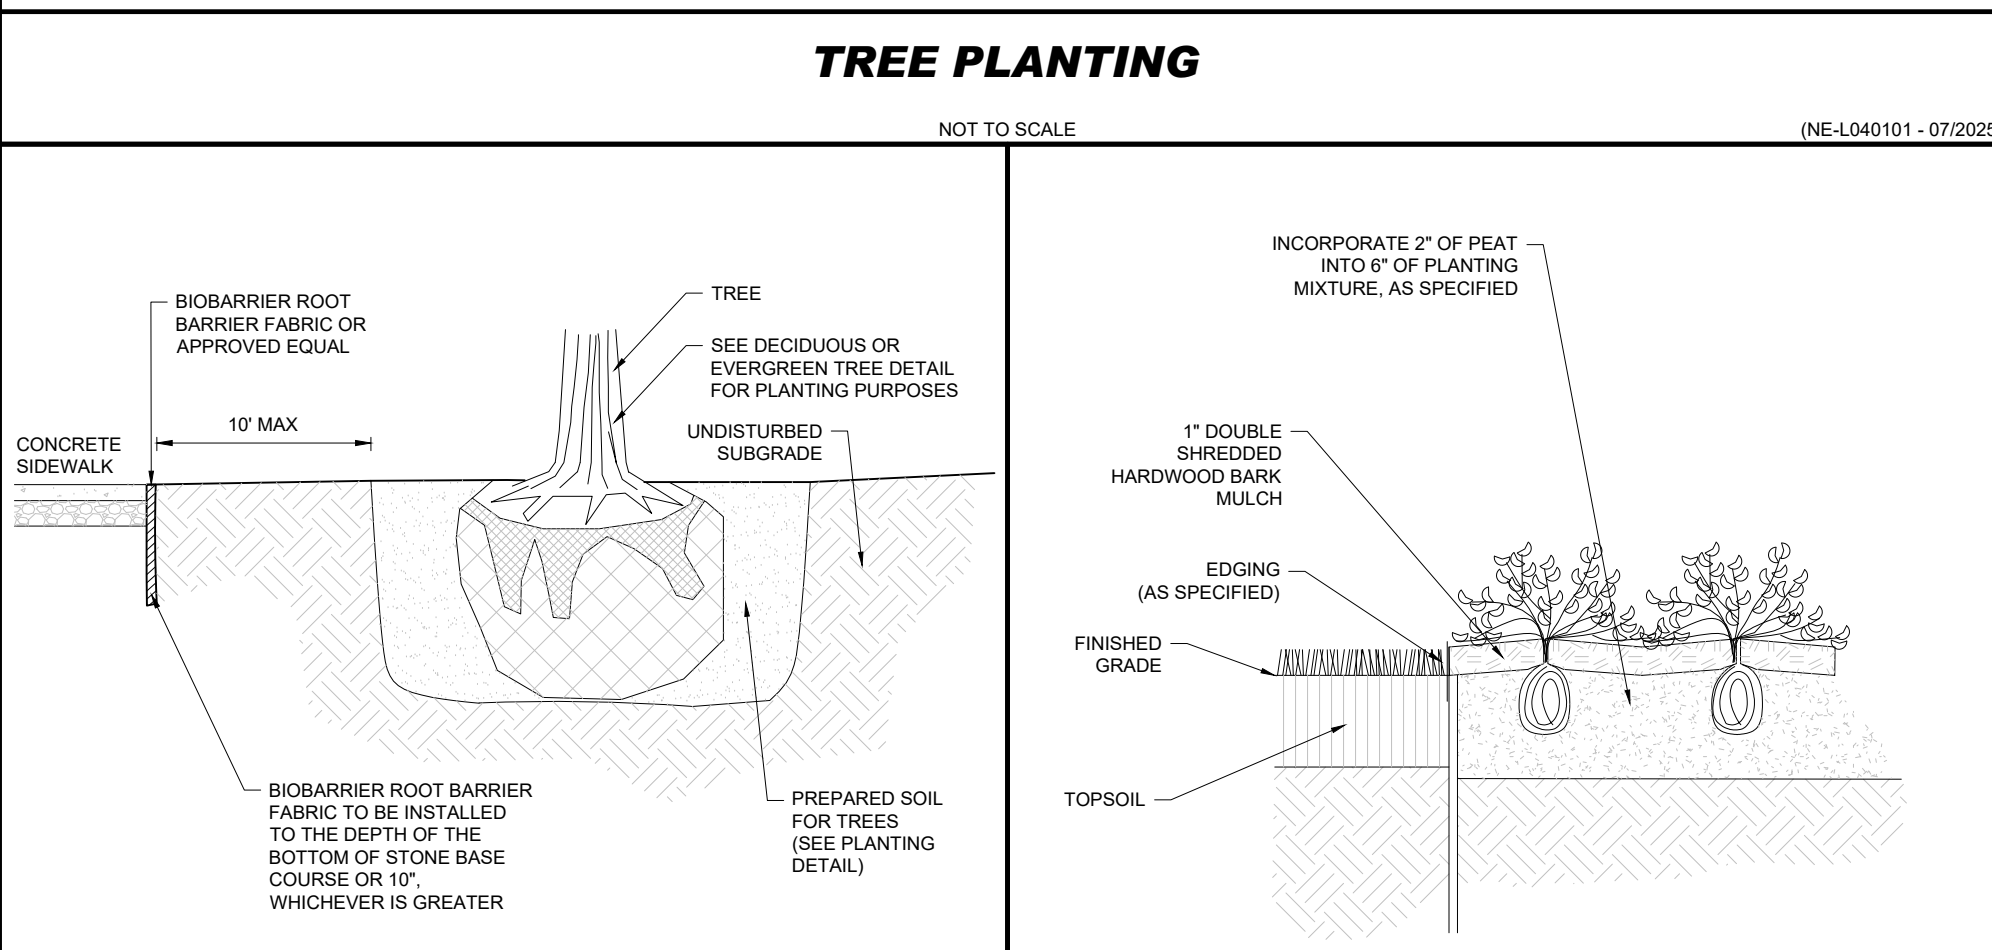 TREE PLANTING
NOT TO SCALE
(NE-L040101 - 07/2025
BIOBARRIER ROOT
BARRIER FABRIC OR
APPROVED EQUAL
TREE
SEE DECIDUOUS OR
EVERGREEN TREE DETAIL
FOR PLANTING PURPOSES
10' MAX
CONCRETE
SIDEWALK
UNDISTURBED
SUBGRADE
BIOBARRIER ROOT BARRIER
FABRIC TO BE INSTALLED
TO THE DEPTH OF THE
BOTTOM OF STONE BASE
COURSE OR 10",
WHICHEVER IS GREATER
PREPARED SOIL
FOR TREES
(SEE PLANTING
DETAIL)
INCORPORATE 2" OF PEAT
INTO 6" OF PLANTING
MIXTURE, AS SPECIFIED
1" DOUBLE
SHREDDED
HARDWOOD BARK
MULCH
EDGING
(AS SPECIFIED)
FINISHED
GRADE
TOPSOIL